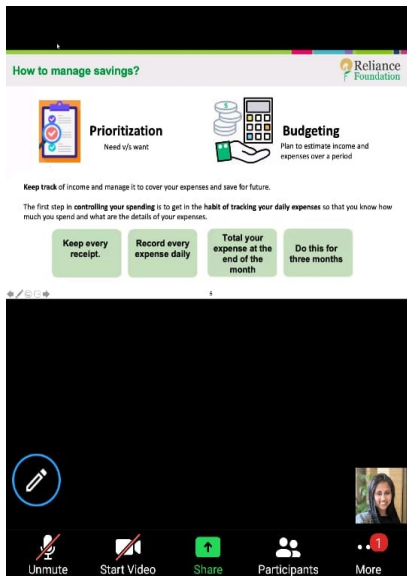 How to manage savings?
Reliance
Foundation
Prioritization
Need v/s want
$
Budgeting
Plan to estimate income and
expenses over a period
Keep track of income and manage it to cover your expenses and save for future.
The first step in controlling your spending is to get in the habit of tracking your daily expenses so that you know how
much you spend and what are the details of your expenses.
Keep every
receipt.
Record every
expense daily
Total your
expense at the
end of the
month
Do this for
three months
Unmute
Start Video
Share
Participants
1
More